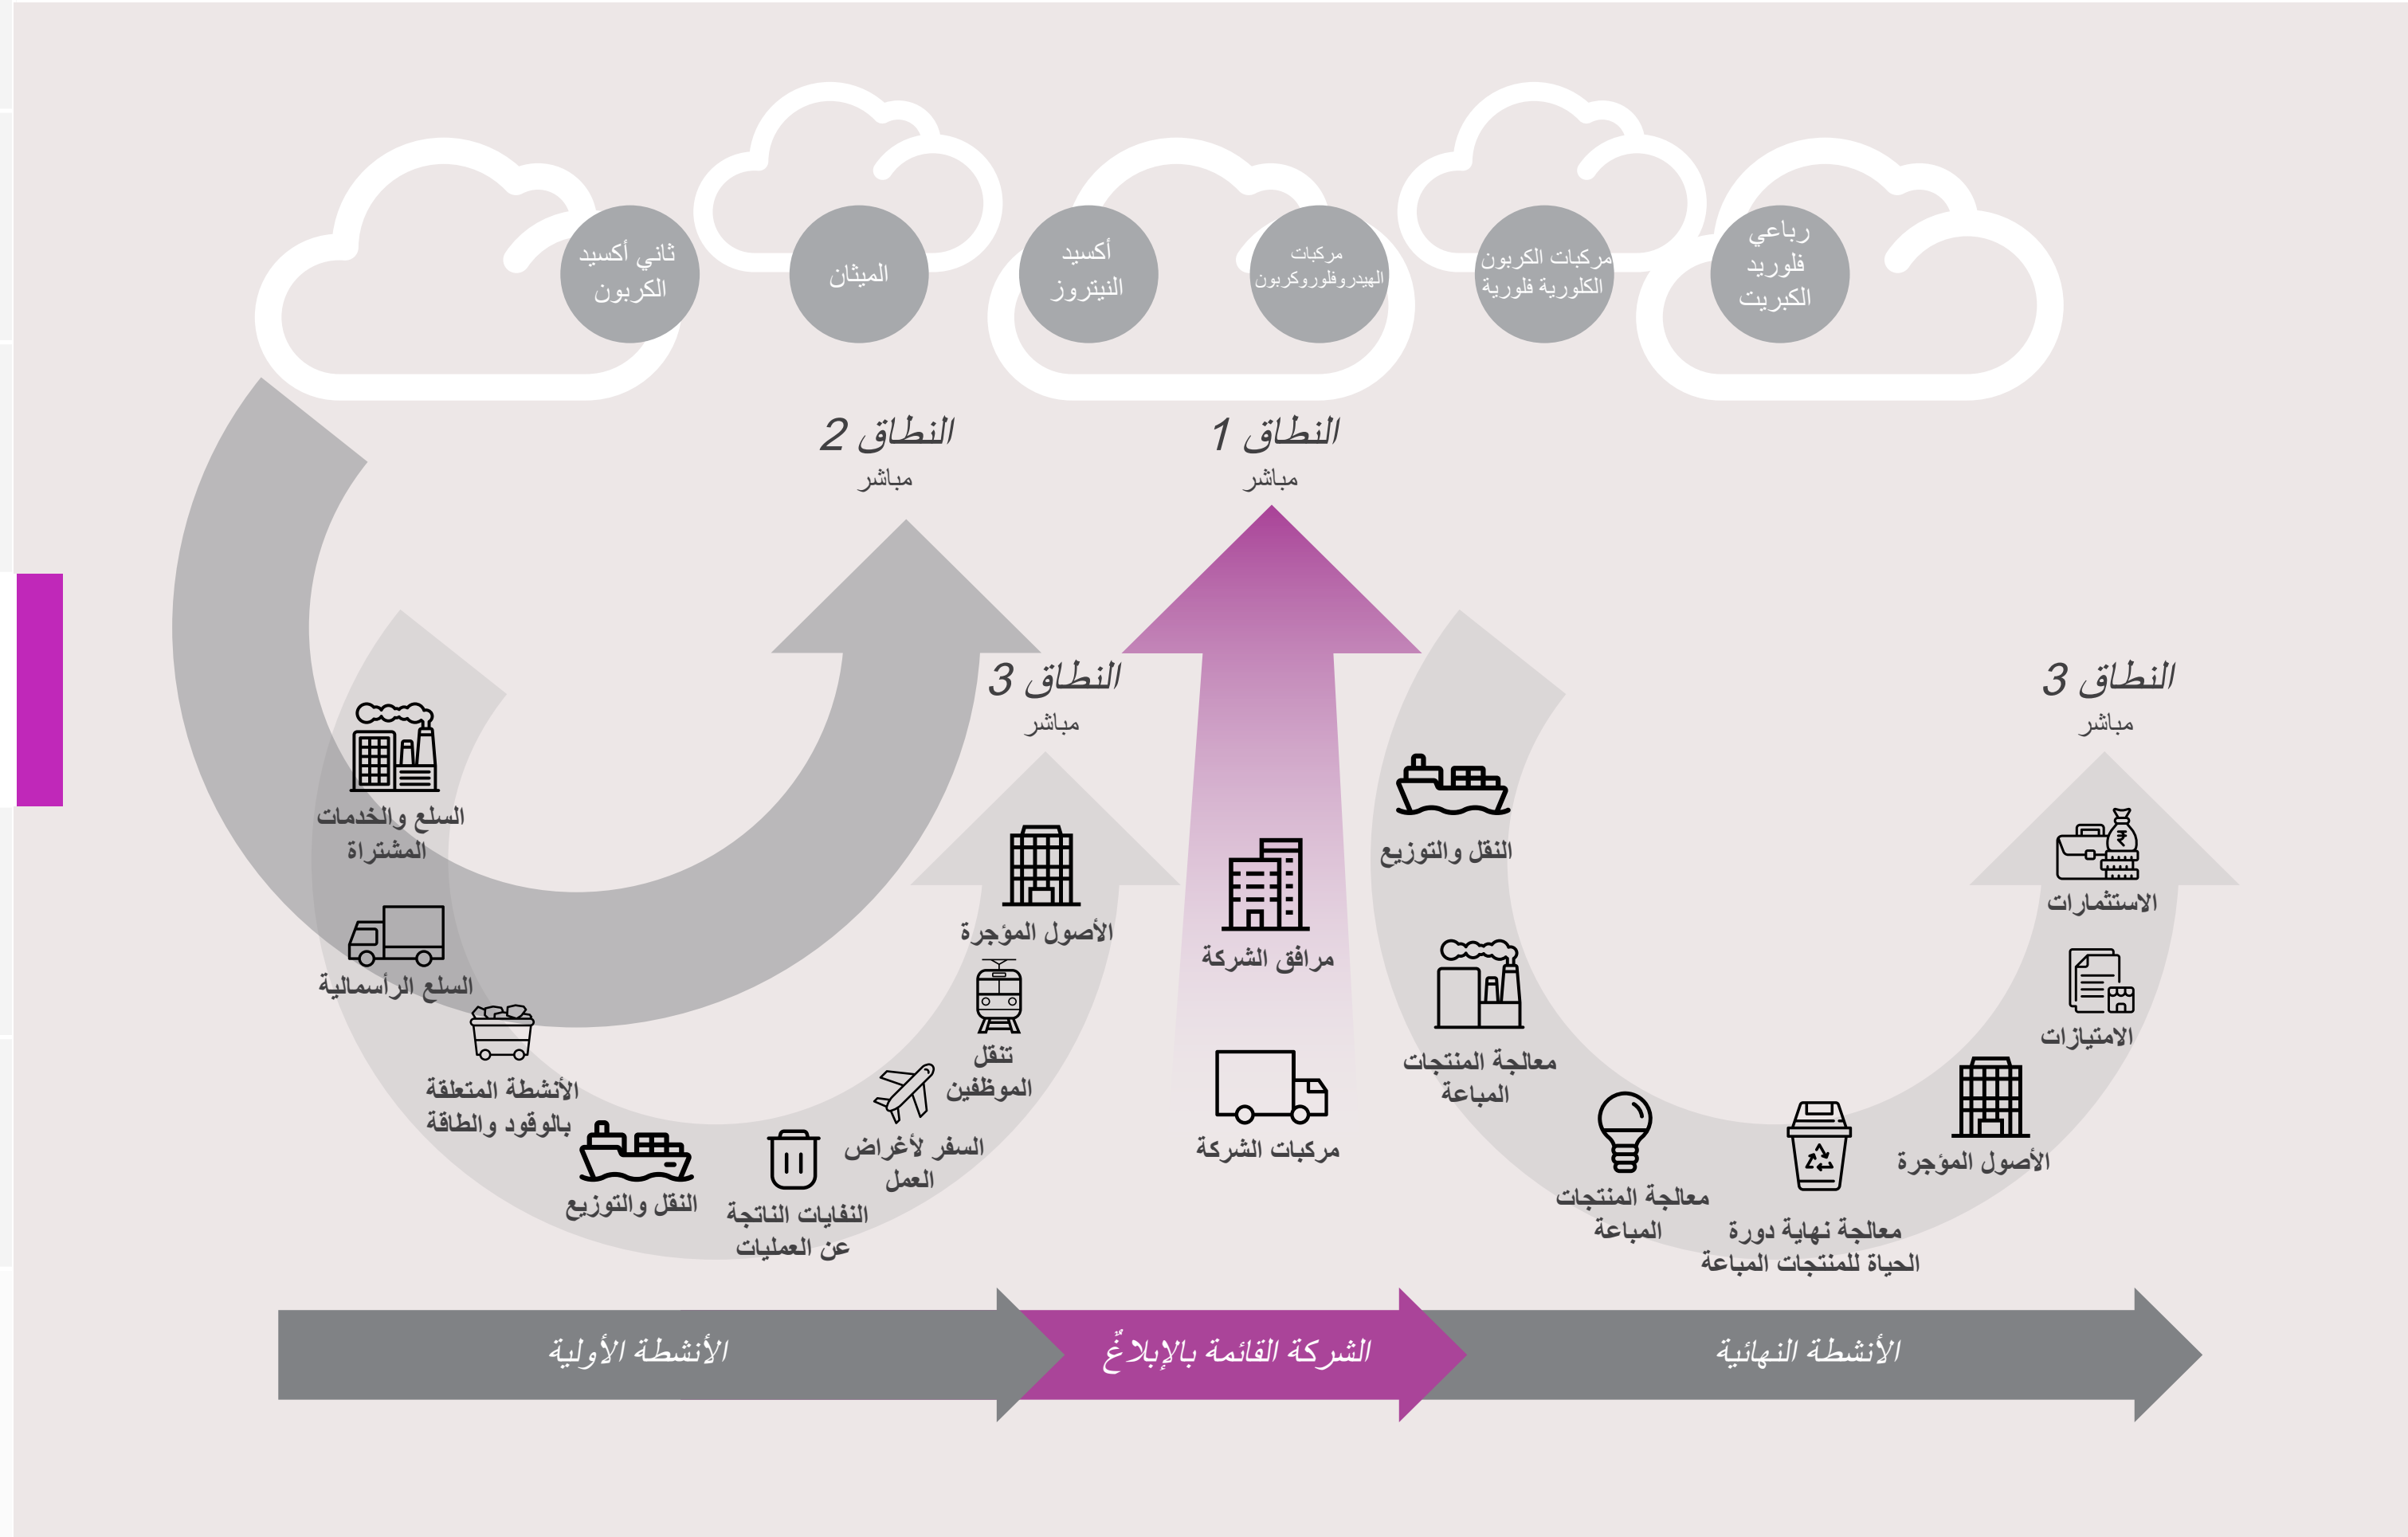 ثاني أكسيد
الكربون
الميثان
أكسيد
النيتروز
مركبات
الهيدروفلوروكربون
مركبات الكربون
الكلورية فلورية
رباعي
فلوريد
الكبريت
النطاق 2
مباشر
النطاق 1
مباشر
النطاق 3
مباشر
النطاق 3
مباشر
السلع والخدمات
المشتراة
السلع الرأسمالية
الأنشطة المتعلقة
بالوقود والطاقة
النقل والتوزيع
النفايات الناتجة
عن العمليات
السفر لأغراض
العمل
تنقل
الموظفين
الأصول المؤجرة
مرافق الشركة
مركبات الشركة
النقل والتوزيع
معالجة المنتجات
المباعة
معالجة المنتجات
المباعة
معالجة نهاية دورة
الحياة للمنتجات المباعة
الأصول المؤجرة
الامتيازات
الاستثمارات
الأنشطة الأولية
الشركة القائمة بالإبلاغٌ
الأنشطة النهائية